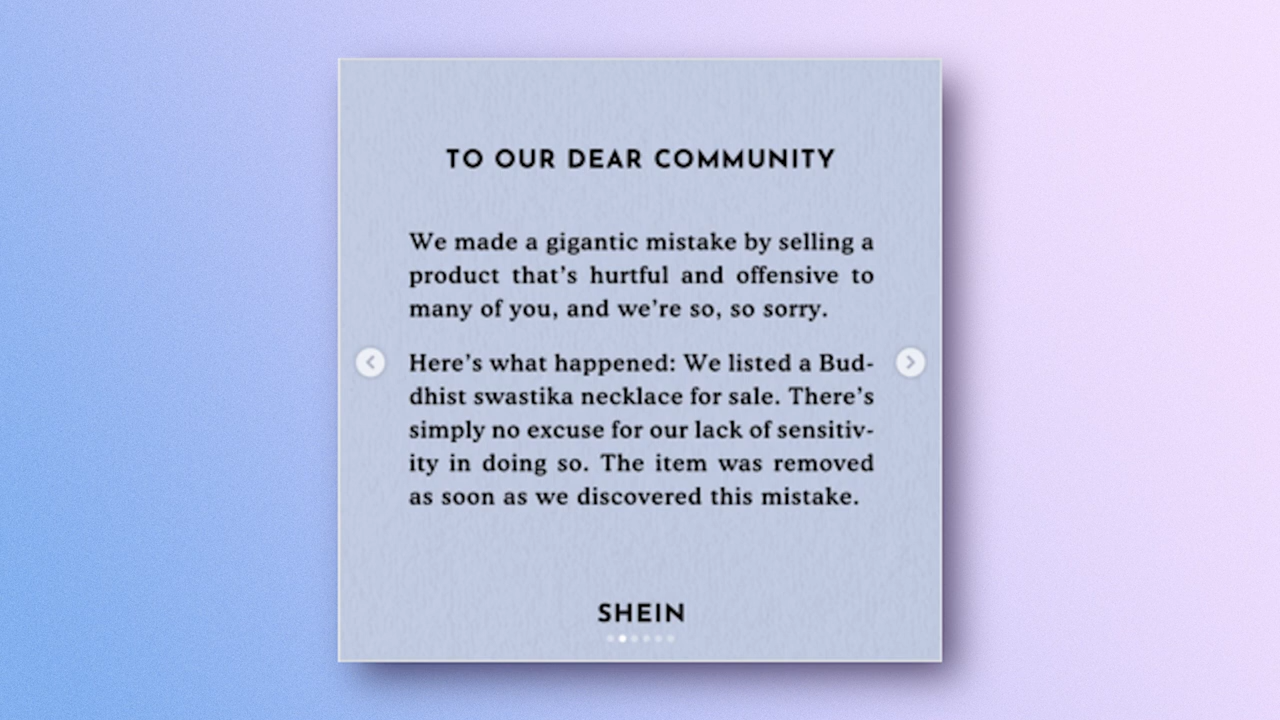 TO OUR DEAR COMMUNITY
We made a gigantic mistake by selling a
product that's hurtful and offensive to
many of you, and we're so, so sorry.
Here's what happened: We listed a Bud-
dhist swastika necklace for sale. There's
simply no excuse for our lack of sensitiv-
ity in doing so. The item was removed
as soon as we discovered this mistake.
SHEIN